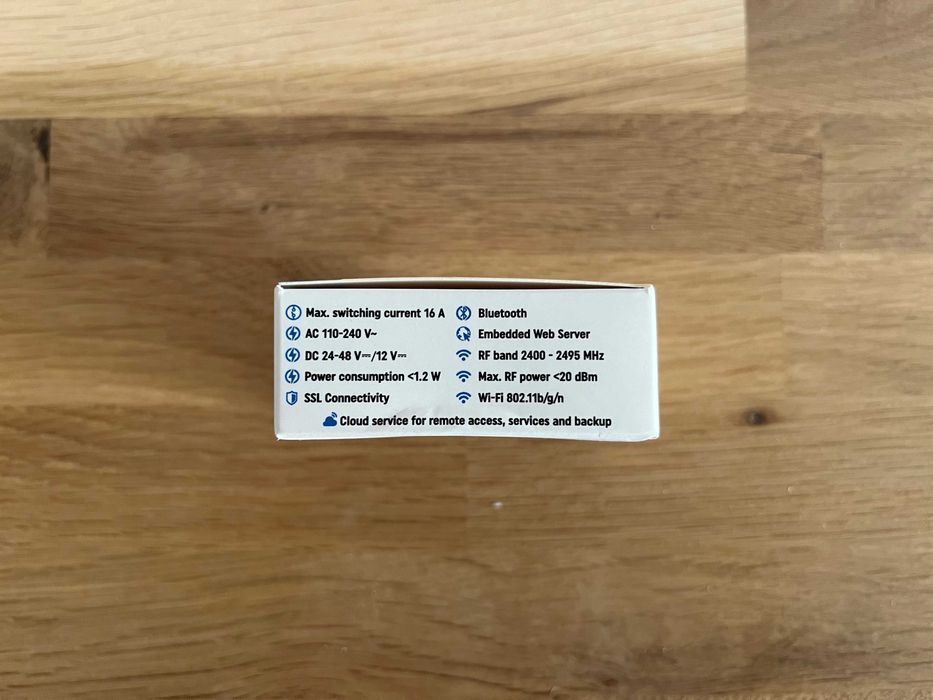 Max. switching current 16 A
AC 110-240 V~
DC 24-48 V⎓/12 V⎓
Power consumption <1.2 W
SSL Connectivity
Bluetooth
Embedded Web Server
RF band 2400 - 2495 MHz
Max. RF power <20 dBm
Wi-Fi 802.11b/g/n
Cloud service for remote access, services and backup